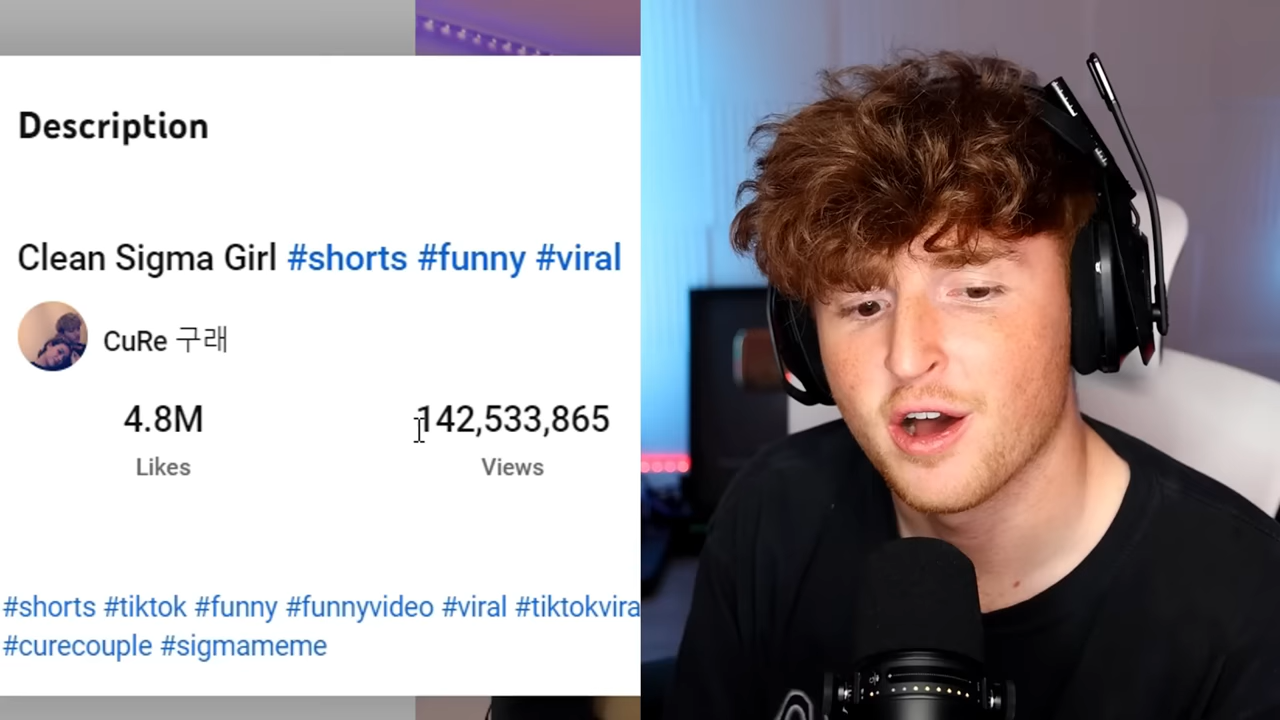 Description
Clean Sigma Girl #shorts #funny #viral
CuRe 구래
4.8M
142,533,865
Likes
Views
#shorts #tiktok #funny #funnyvideo #viral #tiktokvira
#curecouple #sigmameme